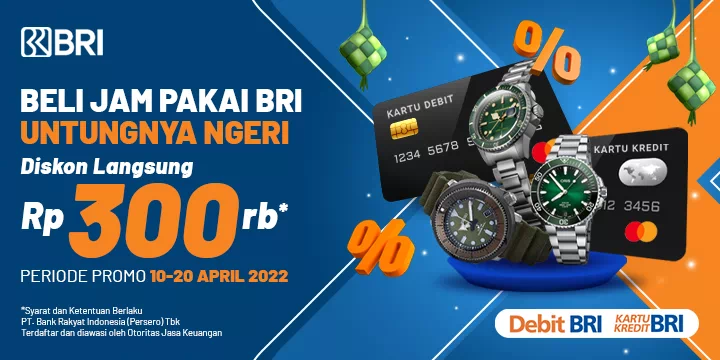 BRI
BELI JAM PAKAI BRI
UNTUNGNYA NGERI
Diskon Langsung
Rp 300 rb*
PERIODE PROMO 10-20 APRIL 2022
*Syarat dan Ketentuan Berlaku
PT. Bank Rakyat Indonesia (Persero) Tbk
Terdaftar dan diawasi oleh Otoritas Jasa Keuangan
%
KARTU DEBIT
1234 5678
KARTU KREDIT
ORIS
12 3456
%
Debit BRI
KARTU KREDIT BRI